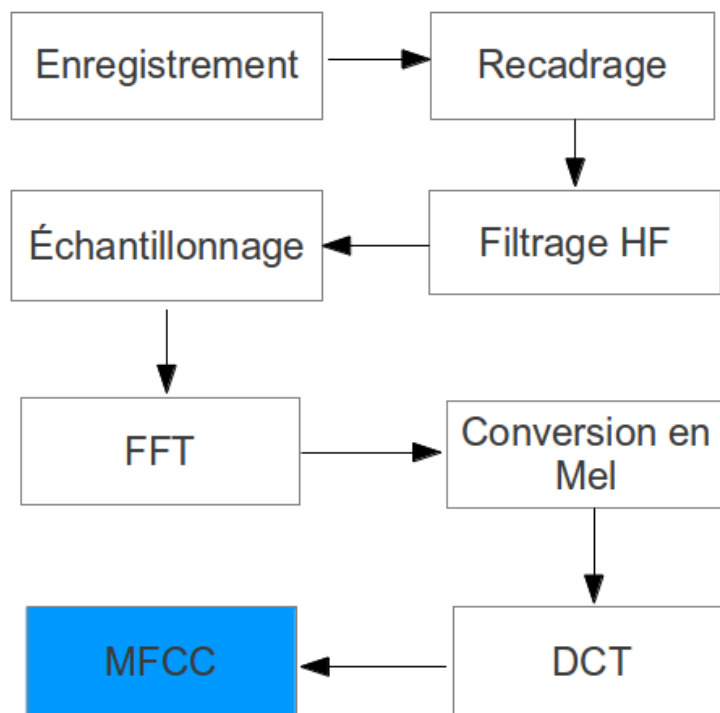 Enregistrement
Recadrage
Filtrage HF
Échantillonnage
FFT
Conversion en
Mel
DCT
MFCC